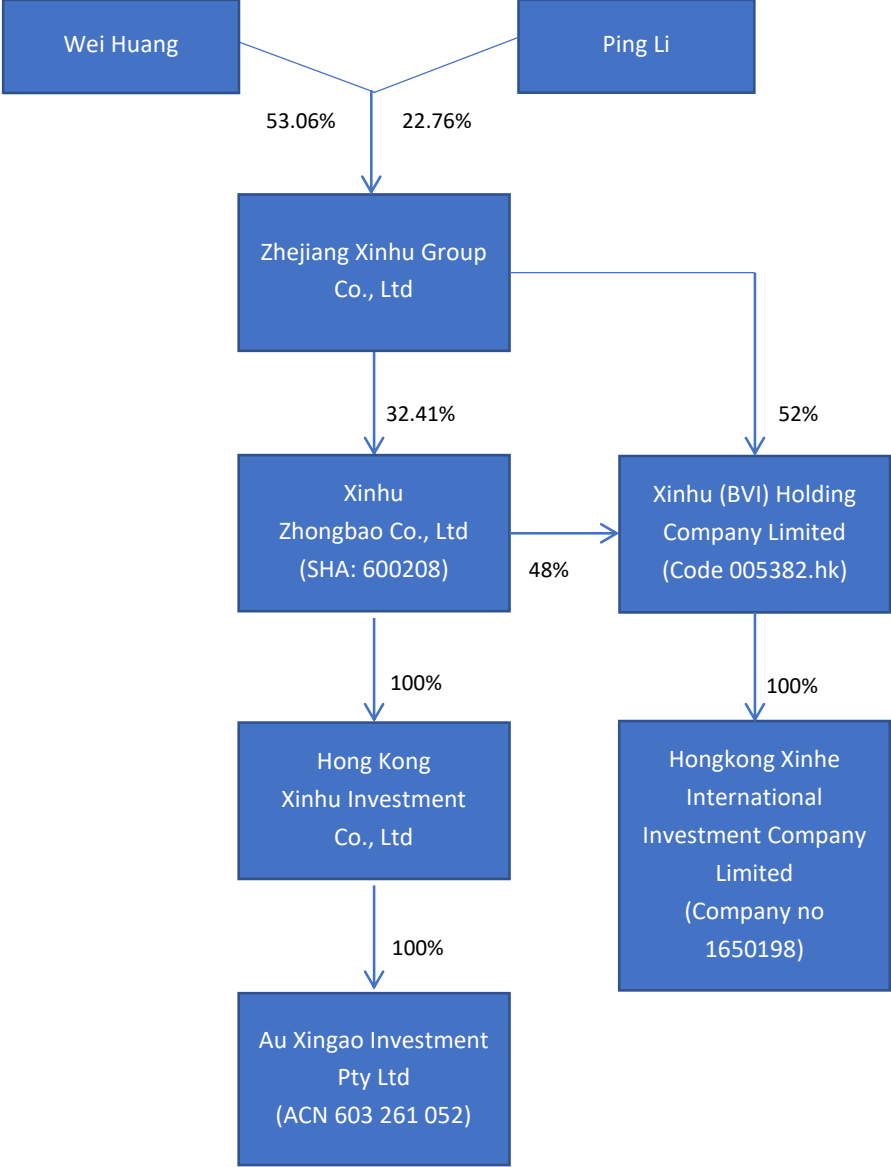 Wei Huang
Ping Li
53.06%
22.76%
Zhejiang Xinhu Group
Co., Ltd
32.41%
52%
Xinhu
Zhongbao Co., Ltd
(SHA: 600208)
48%
Xinhu (BVI) Holding
Company Limited
(Code 005382.hk)
100%
100%
Hong Kong
Xinhu Investment
Co., Ltd
Hongkong Xinhe
International
Investment Company
Limited
(Company no
1650198)
100%
Au Xingao Investment
Pty Ltd
(ACN 603 261 052)